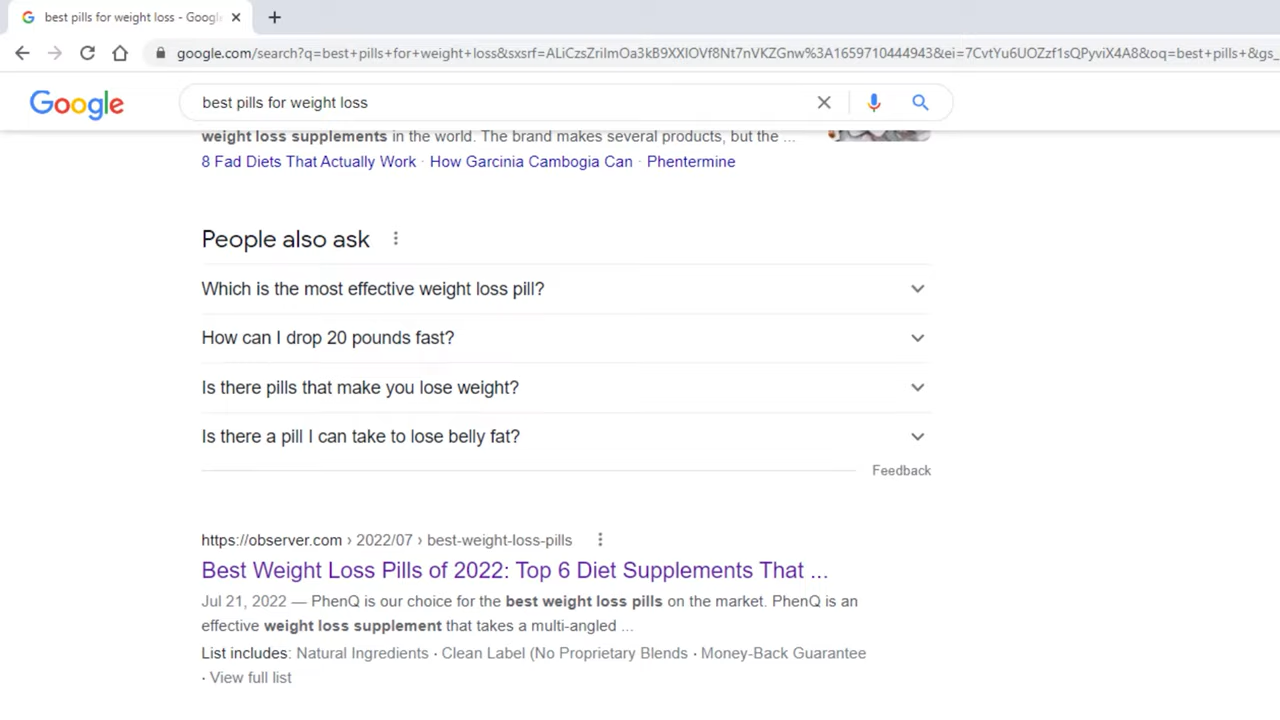 best pills for weight loss - Googl
google.com/search?q=best+pills+for+weight+loss&sxsrf=ALiCzsZriImOa3kB9XXIOVf8Nt7nVKZGnw%3A1659710444943&ei=7CvtYu6UOZzf1sQPyviX4A8&oq=best+pills+&gs_
Google
best pills for weight loss
weight loss supplements in the world. The brand makes several products, but the ...
8 Fad Diets That Actually Work · How Garcinia Cambogia Can · Phentermine
People also ask
Which is the most effective weight loss pill?
How can I drop 20 pounds fast?
Is there pills that make you lose weight?
Is there a pill I can take to lose belly fat?
Feedback
https://observer.com › 2022/07 › best-weight-loss-pills
Best Weight Loss Pills of 2022: Top 6 Diet Supplements That ...
Jul 21, 2022 — PhenQ is our choice for the best weight loss pills on the market. PhenQ is an
effective weight loss supplement that takes a multi-angled ...
List includes: Natural Ingredients · Clean Label (No Proprietary Blends · Money-Back Guarantee
· View full list